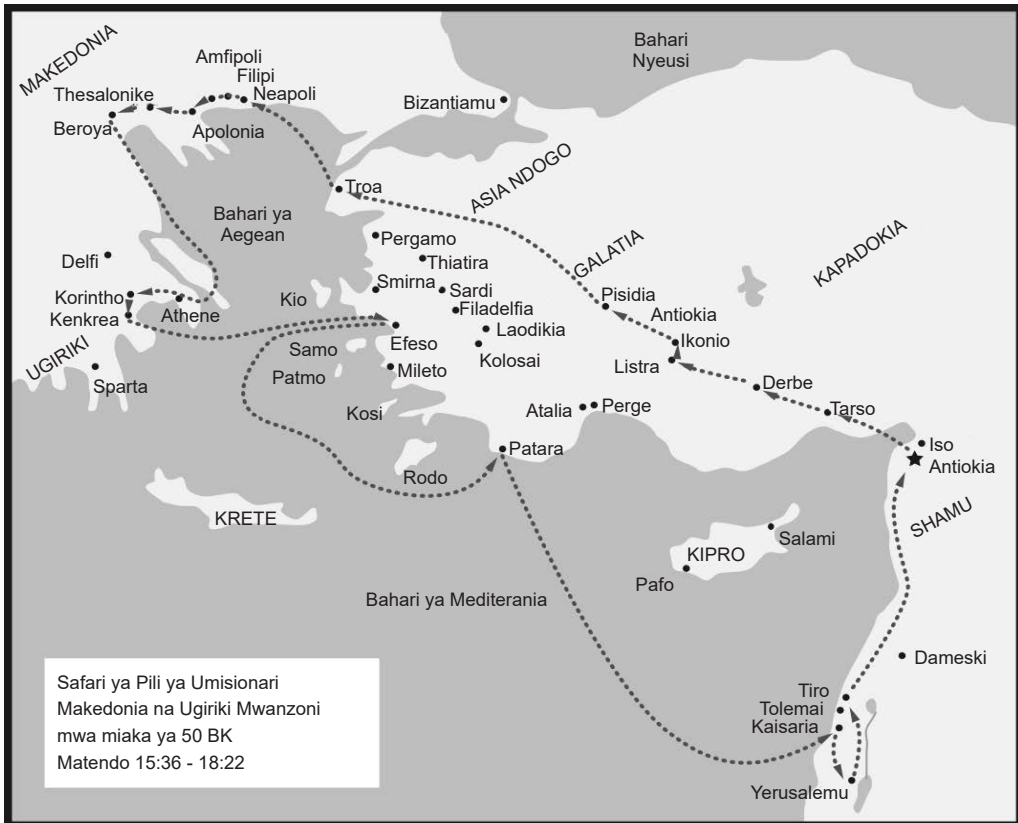 Bahari
Nyeusi
MAKEDONIA
Amfipoli
Filipi
Neapoli
Thesalonike
Beroya
Apolonia
Bizantiamu
Troa
ASIA NDOGO
Bahari ya
Aegean
Pergamo
Thiatira
GALATIA
KAPADOKIA
Delfi
Smirna
Sardi
Korintho
Kio
Filadelfia
Pisidia
Antiokia
Kenkrea
Athene
Laodikia
Ikonio
Efeso
Kolosai
Listra
UGIRIKI
Samo
Patmo
Mileto
Sparta
Derbe
Kosi
Atalia
Perge
Tarso
Patara
Iso
Antiokia
Rodo
KRETE
SHAMU
Salami
KIPRO
Pafo
Bahari ya Mediterania
Dameski
Tiro
Tolemai
Kaisaria
Yerusalemu
Safari ya Pili ya Umisionari
Makedonia na Ugiriki Mwanzoni
mwa miaka ya 50 BK
Matendo 15:36 - 18:22